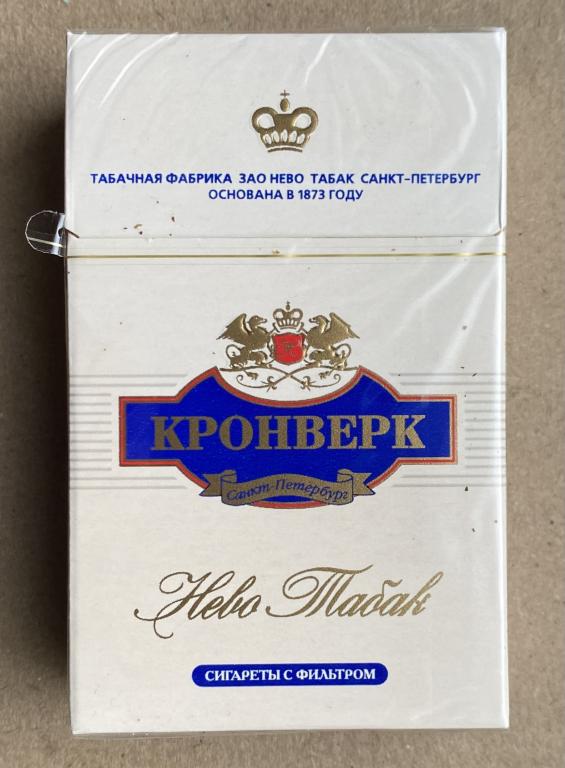 ТАБАЧНАЯ ФАБРИКА ЗАО НЕВО ТАБАК САНКТ-ПЕТЕРБУРГ
ОСНОВАНА В 1873 ГОДУ
КРОНВЕРК
Санкт-Петербург
Нево Табак
СИГАРЕТЫ С ФИЛЬТРОМ